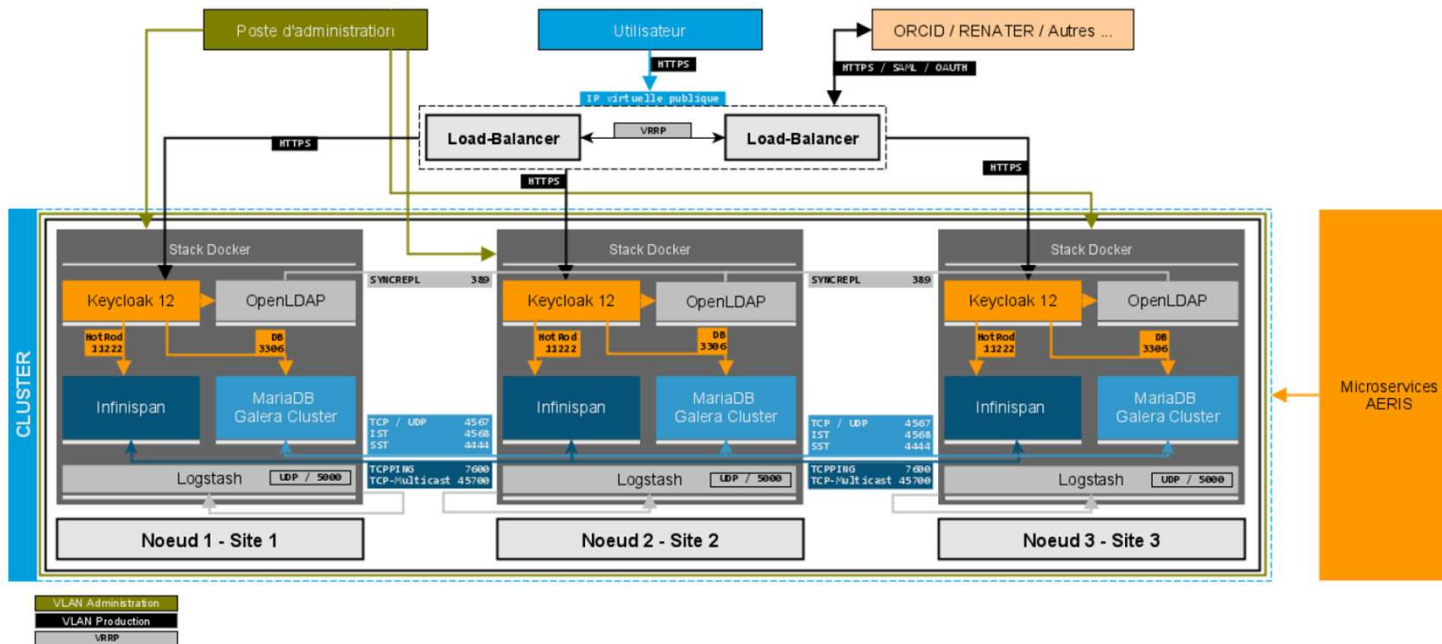 Poste d'administration
Utilisateur
ORCID / RENATER / Autres ...
HTTPS
HTTPS / SAML / OAUTH
IP virtuelle publique
Load-Balancer
VRRP
Load-Balancer
HTTPS
HTTPS
HTTPS
CLUSTER
Stack Docker
Keycloak 12
OpenLDAP
HotRod
11222
DB
3306
Infinispan
MariaDB
Galera Cluster
Logstash
UDP / 5000
Noeud 1 - Site 1
SYNCREPL 389
TCP / UDP 4567
IST 4568
SST 4444
TCPPING 7600
TCP-Multicast 45700
Stack Docker
Keycloak 12
OpenLDAP
HotRod
11222
DB
3306
Infinispan
MariaDB
Galera Cluster
Logstash
UDP / 5000
Noeud 2 - Site 2
SYNCREPL 389
TCP / UDP 4567
IST 4568
SST 4444
TCPPING 7600
TCP-Multicast 45700
Stack Docker
Keycloak 12
OpenLDAP
HotRod
11222
DB
3306
Infinispan
MariaDB
Galera Cluster
Logstash
UDP / 5000
Noeud 3 - Site 3
Microservices
AERIS
VLAN Administration
VLAN Production
VRRP